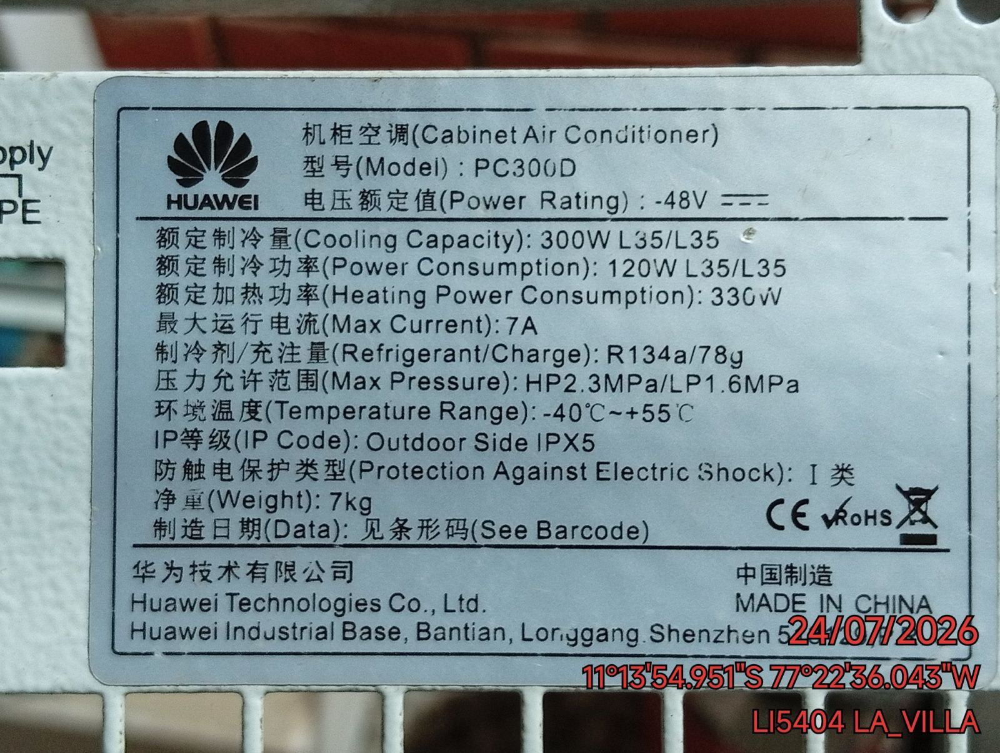 pply
PE
HUAWEI
机柜空调(Cabinet Air Conditioner)
型号(Model) : PC300D
电压额定值(Power Rating) : -48V
额定制冷量(Cooling Capacity): 300W L35/L35
额定制冷功率(Power Consumption): 120W L35/L35
额定加热功率(Heating Power Consumption): 330W
最大运行电流(Max Current): 7A
制冷剂/充注量(Refrigerant/Charge): R134a/78g
压力允许范围(Max Pressure): HP2.3MPa/LP1.6MPa
环境温度(Temperature Range): -40℃~+55℃
IP等级(IP Code): Outdoor Side IPX5
防触电保护类型(Protection Against Electric Shock): I 类
净重(Weight): 7kg
制造日期(Data): 见条形码(See Barcode)
CE RoHS
华为技术有限公司
Huawei Technologies Co., Ltd.
Huawei Industrial Base, Bantian, Longgang Shenzhen
中国制造
MADE IN CHINA
24/07/2026
11°13'54.951"S 77°22'36.043"W
LI5404 LA_VILLA